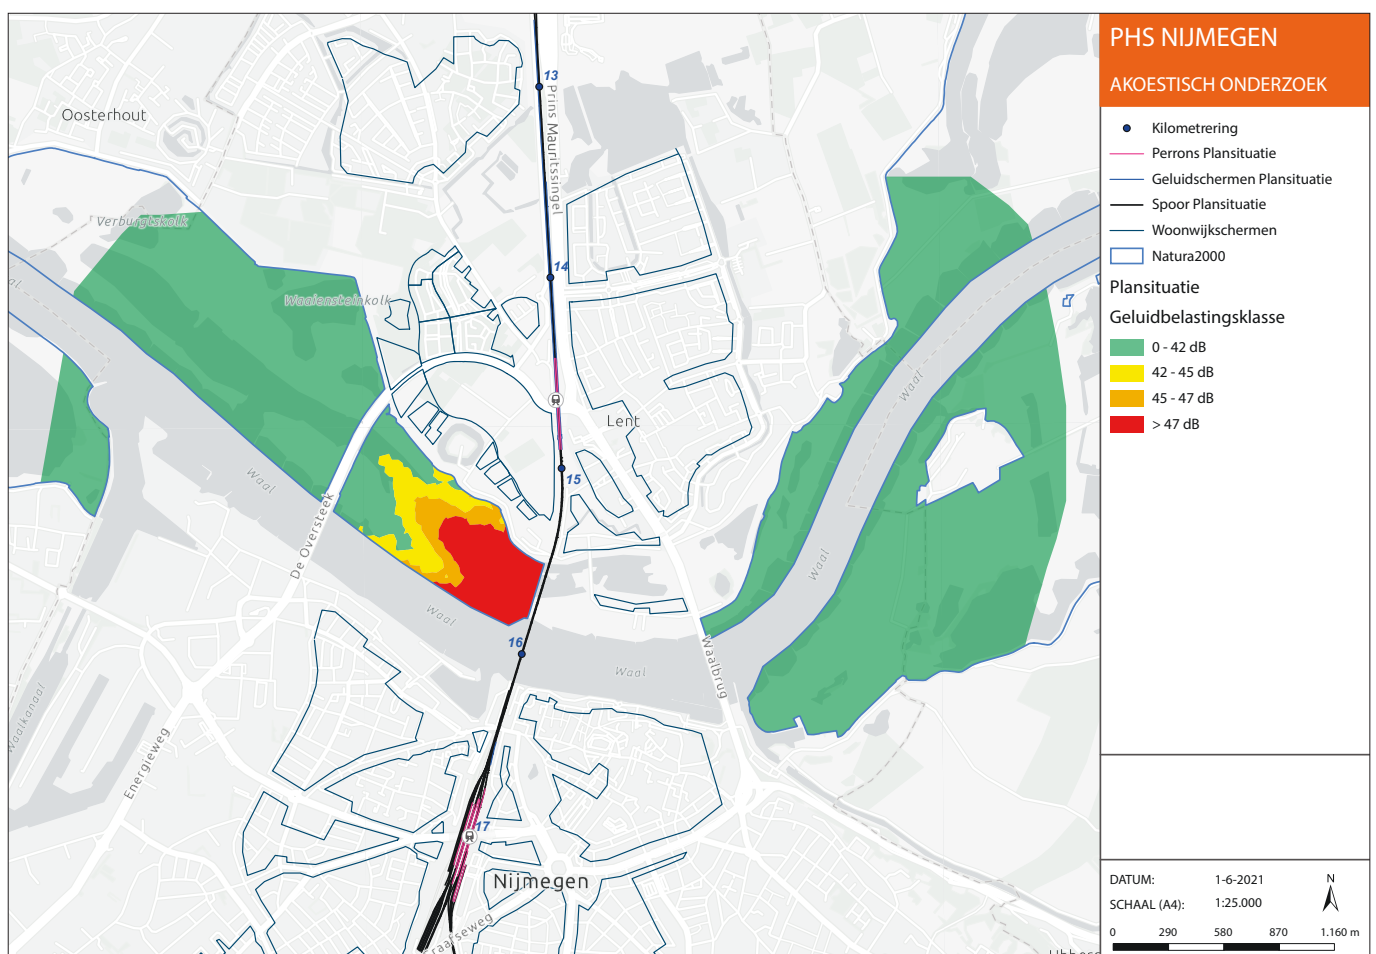 PHS NIJMEGEN
AKOESTISCH ONDERZOEK
Kilometrering
Perrons Plansituatie
Geluidschermen Plansituatie
Spoor Plansituatie
Woonwijkschermen
Natura2000
Plansituatie
Geluidbelastingsklasse
0 - 42 dB
42 - 45 dB
45 - 47 dB
> 47 dB
DATUM: 1-6-2021
SCHAAL (A4): 1:25.000
N
0 290 580 870 1.160 m
13
Prins Mauritssingel
Oosterhout
Verburgtskolk
14
Waaiensteinkolk
Waal
Lent
15
Waal
De Oversteek
Waal
Waal
16
Waal
Waalbrug
Waalkanaal
Energieweg
17
Nijmegen